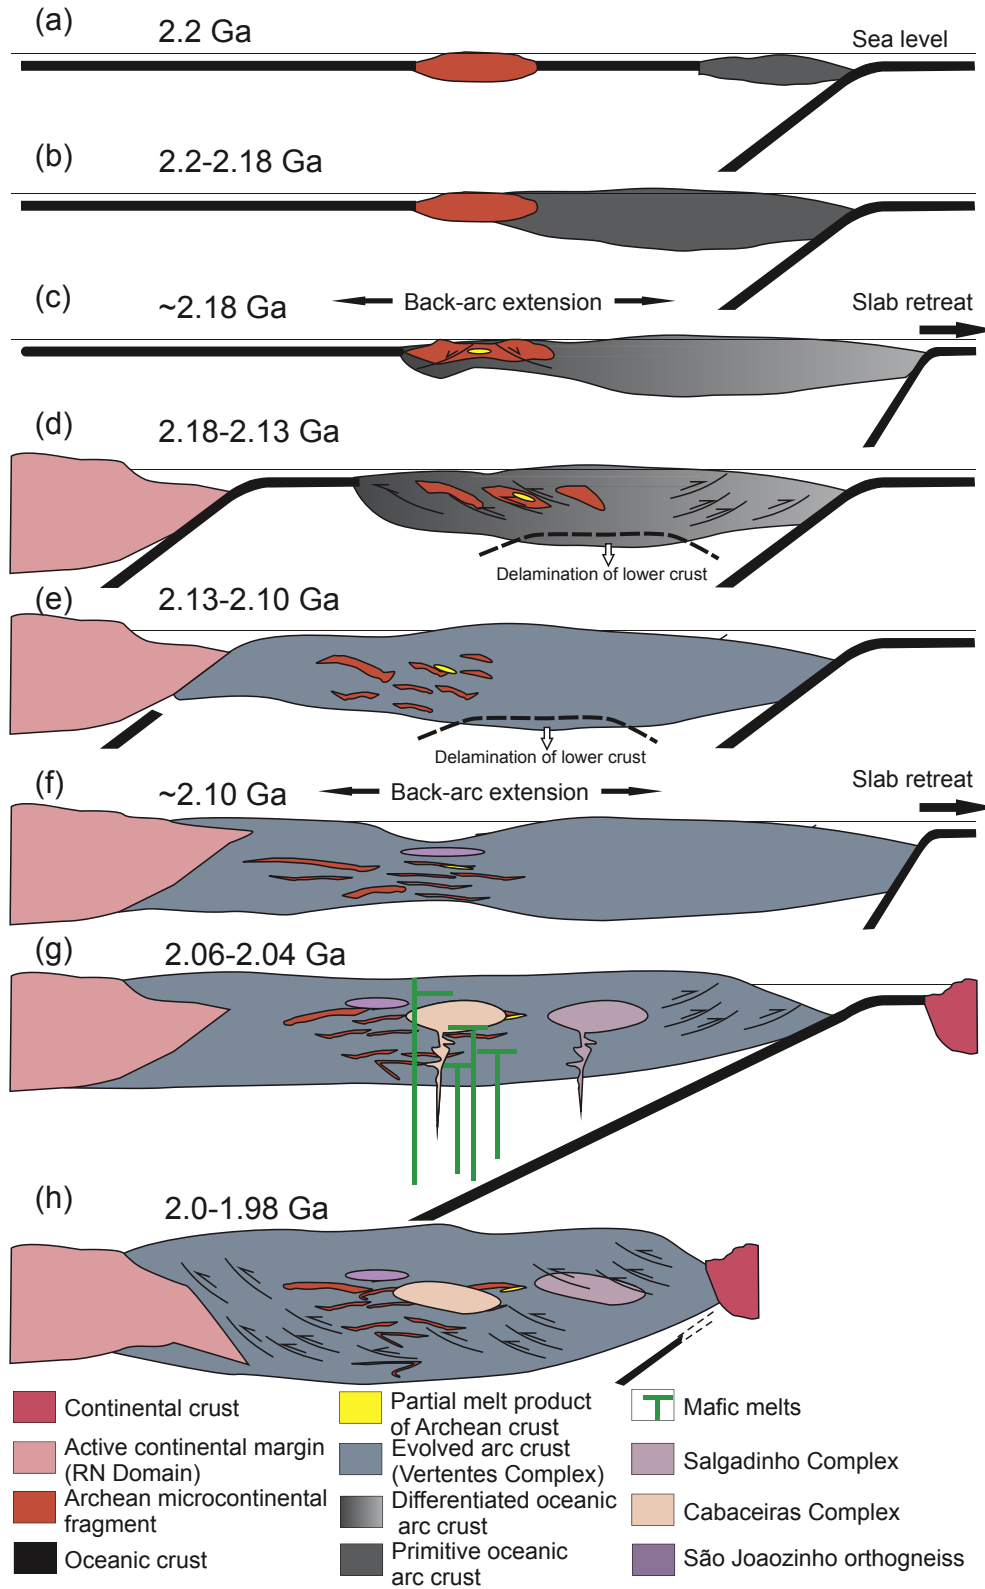 (a)
2.2 Ga
Sea level
(b)
2.2-2.18 Ga
(c)
~2.18 Ga
Back-arc extension
Slab retreat
(d)
2.18-2.13 Ga
Delamination of lower crust
(e)
2.13-2.10 Ga
Delamination of lower crust
(f)
~2.10 Ga
Back-arc extension
Slab retreat
(g)
2.06-2.04 Ga
(h)
2.0-1.98 Ga
Continental crust
Active continental margin
(RN Domain)
Archean microcontinental
fragment
Oceanic crust
Partial melt product
of Archean crust
Evolved arc crust
(Vertentes Complex)
Differentiated oceanic
arc crust
Primitive oceanic
arc crust
Mafic melts
Salgadinho Complex
Cabaceiras Complex
São Joaozinho orthogneiss